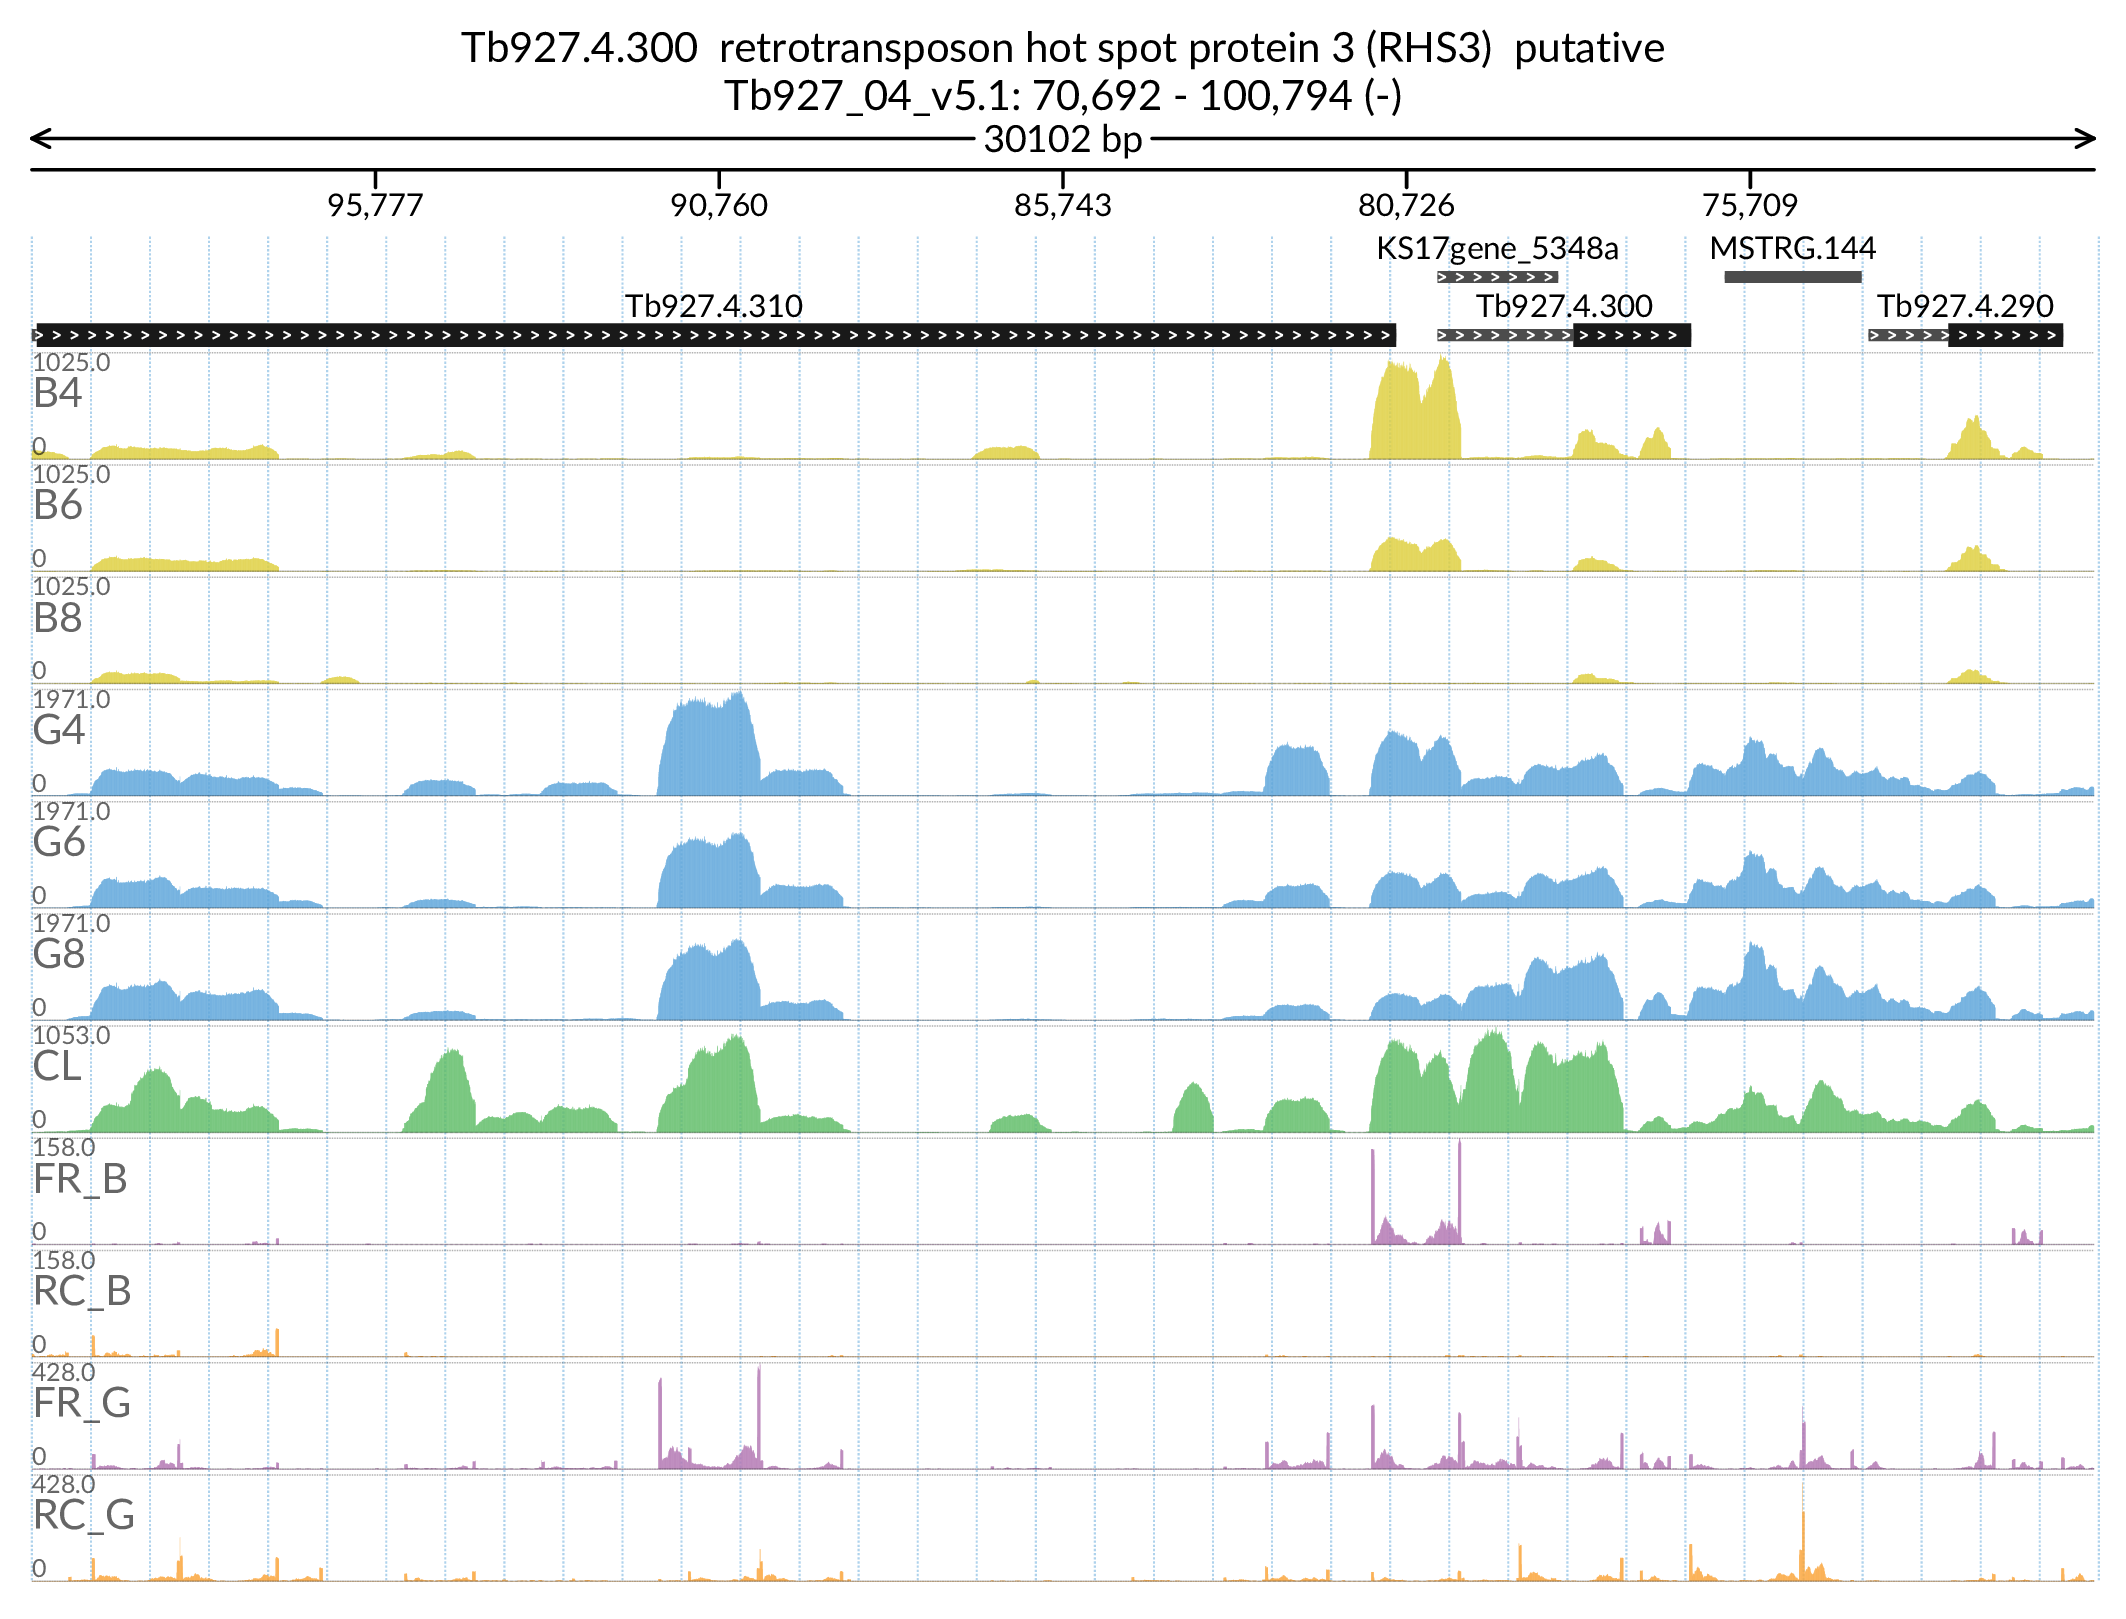 Tb927.4.300 retrotransposon hot spot protein 3 (RHS3) putative
Tb927_04_v5.1: 70,692 - 100,794 (-)
30102 bp
95,777 90,760 85,743 80,726 75,709
KS17gene_5348a MSTRG.144
Tb927.4.310 Tb927.4.300 Tb927.4.290
1025.0
B4
0
1025.0
B6
0
1025.0
B8
0
1971.0
G4
0
1971.0
G6
0
1971.0
G8
0
1053.0
CL
0
158.0
FR_B
0
158.0
RC_B
0
428.0
FR_G
0
428.0
RC_G
0